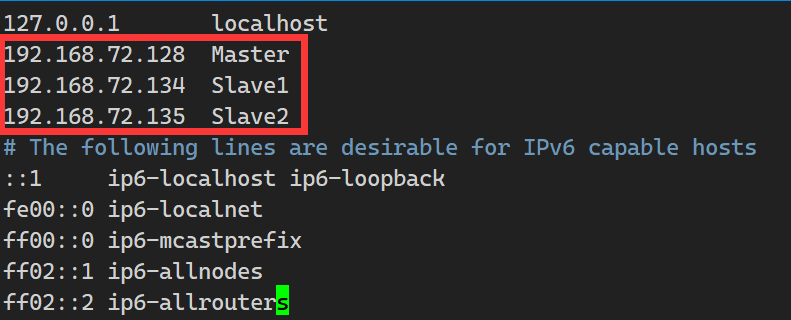 127.0.0.1       localhost
192.168.72.128  Master
192.168.72.134  Slave1
192.168.72.135  Slave2
# The following lines are desirable for IPv6 capable hosts
::1     ip6-localhost ip6-loopback
fe00::0 ip6-localnet
ff00::0 ip6-mcastprefix
ff02::1 ip6-allnodes
ff02::2 ip6-allrouters